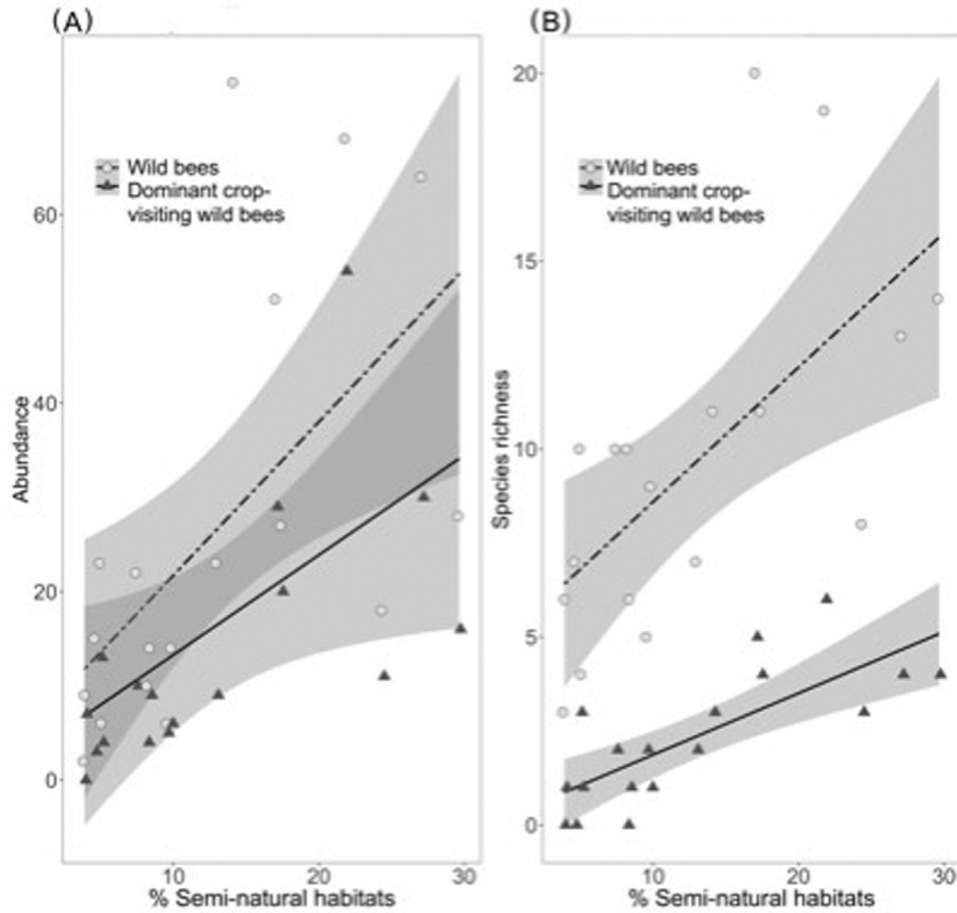 (A)
Abundance
60
40
20
0
Wild bees
Dominant crop-
visiting wild bees
10
20
30
% Semi-natural habitats
(B)
Species richness
20
15
10
5
0
Wild bees
Dominant crop-
visiting wild bees
10
20
30
% Semi-natural habitats